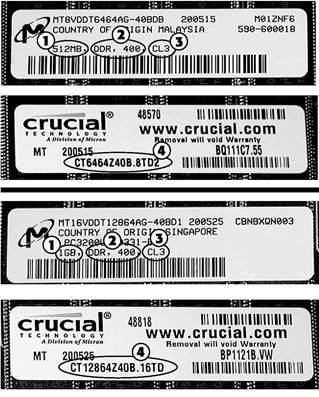 MT8VDDT6464AG-40BDB 200515 M01ZNF6
COUNTRY OF ORIGIN MALAYSIA 590-600018
1 2 3
512MB, DDR, 400, CL3
crucial®
TECHNOLOGY
A Division of Micron
48570
www.crucial.com
Removal will void Warranty
MT 200515 4 BQ111C7.55
CT6464Z40B.8TD2
MT16VDDT12864AG-40BD1 200525 CBNBXQN003
COUNTRY OF ORIGIN SINGAPORE
1 2 3
1GB, DDR, 400, CL3
crucial®
TECHNOLOGY
A Division of Micron
48818
www.crucial.com
Removal will void Warranty
MT 200525 4 BP1121B.VW
CT12864Z40B.16TD